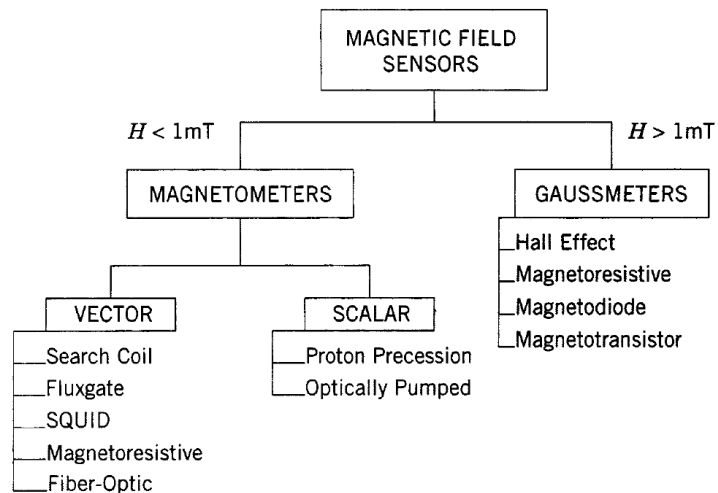 MAGNETIC FIELD
SENSORS
H < 1mT
H > 1mT
MAGNETOMETERS
GAUSSMETERS
Hall Effect
Magnetoresistive
Magnetodiode
Magnetotransistor
VECTOR
SCALAR
Search Coil
Fluxgate
SQUID
Magnetoresistive
Fiber-Optic
Proton Precession
Optically Pumped